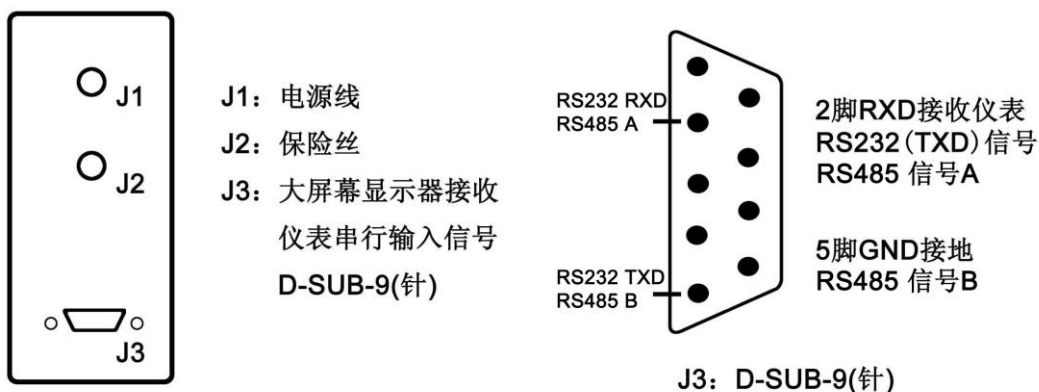 J1
J2
J3
J1：电源线
J2：保险丝
J3：大屏幕显示器接收
仪表串行输入信号
D-SUB-9(针)
RS232 RXD
RS485 A
RS232 TXD
RS485 B
2脚RXD接收仪表
RS232(TXD)信号
RS485 信号A
5脚GND接地
RS485 信号B
J3：D-SUB-9(针)